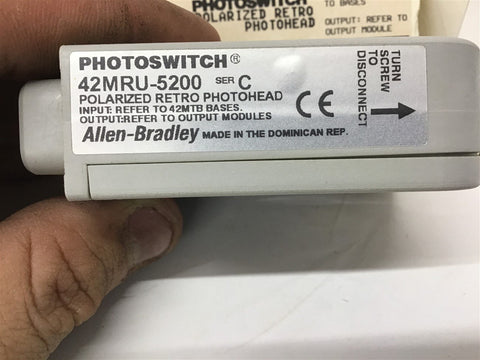 PHOTOSWITCH
POLARIZED RETRO
PHOTOHEAD
TO BASES
OUTPUT: REFER TO
OUTPUT MODULE
PHOTOSWITCH®
42MRU-5200 SER C
POLARIZED RETRO PHOTOHEAD
INPUT: REFER TO 42MTB BASES.
OUTPUT:REFER TO OUTPUT MODULES
Allen-Bradley MADE IN THE DOMINICAN REP.
CE
TURN
SCREW
TO
DISCONNECT